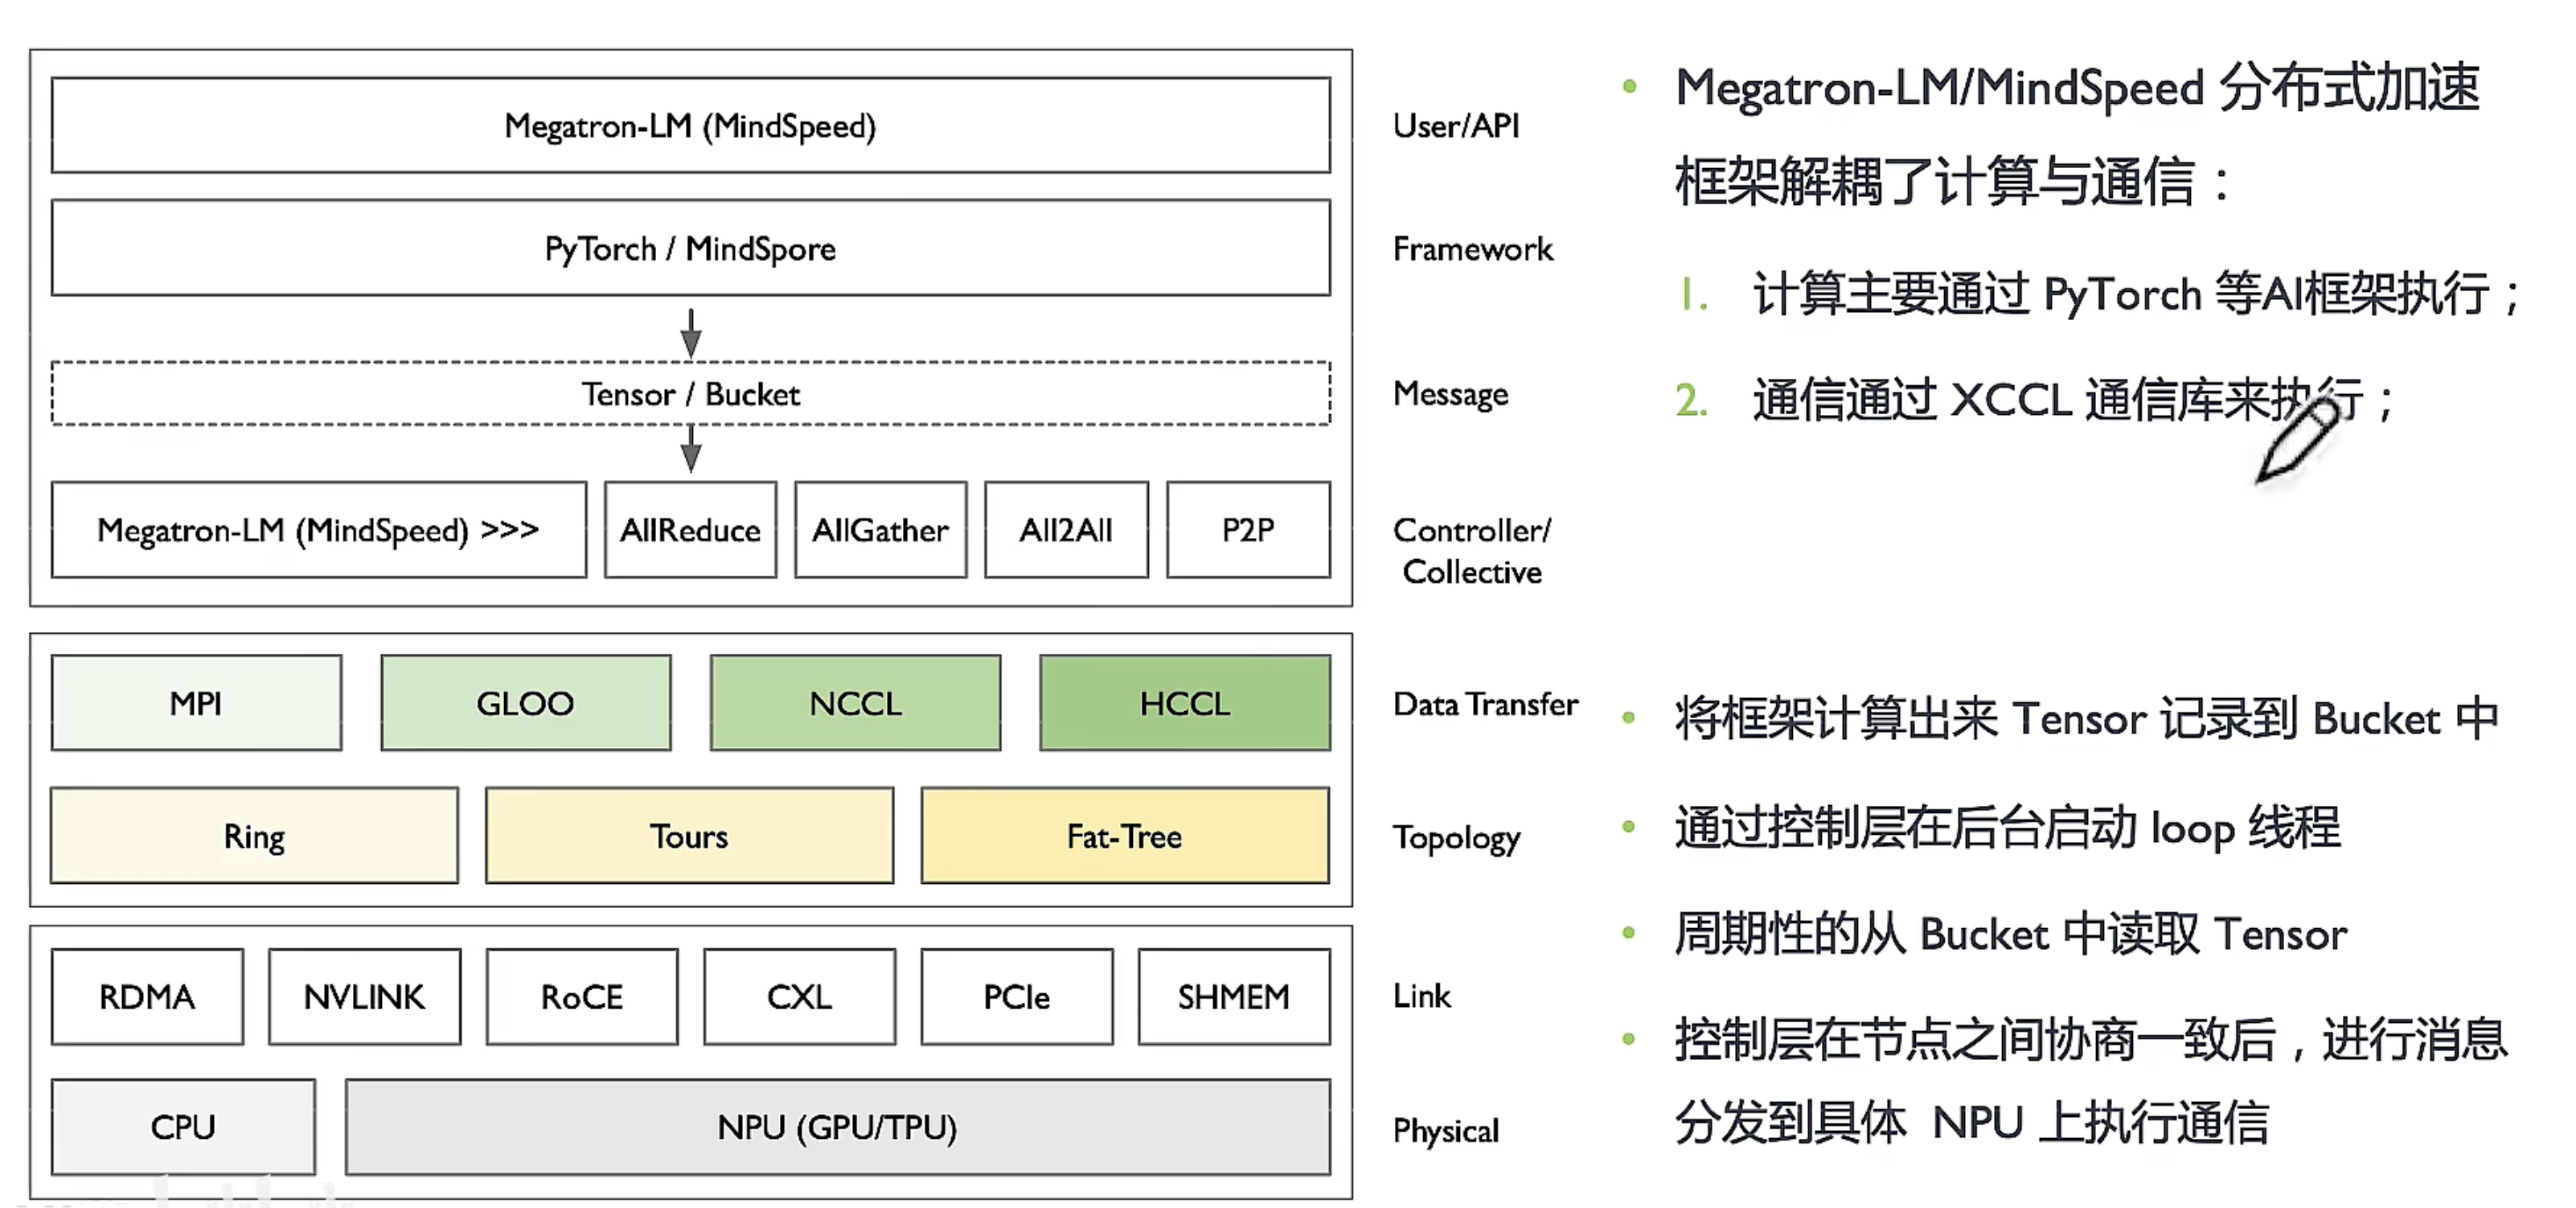 Megatron-LM (MindSpeed)
User/API
PyTorch / MindSpore
Framework
Tensor / Bucket
Message
Megatron-LM (MindSpeed) >>>
AllReduce
AllGather
All2All
P2P
Controller/
Collective
MPI
GLOO
NCCL
HCCL
Data Transfer
Ring
Tours
Fat-Tree
Topology
RDMA
NVLINK
RoCE
CXL
PCIe
SHMEM
Link
CPU
NPU (GPU/TPU)
Physical
• Megatron-LM/MindSpeed 分布式加速
框架解耦了计算与通信：
1. 计算主要通过 PyTorch 等AI框架执行；
2. 通信通过 XCCL 通信库来执行；
• 将框架计算出来 Tensor 记录到 Bucket 中
• 通过控制层在后台启动 loop 线程
• 周期性的从 Bucket 中读取 Tensor
• 控制层在节点之间协商一致后，进行消息
分发到具体 NPU 上执行通信